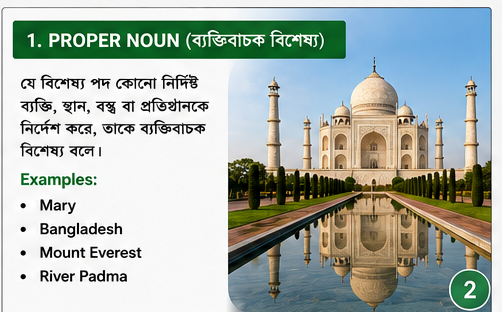 1. PROPER NOUN (ব্যক্তিবাচক বিশেষ্য)
যে বিশেষ্য পদ কোনো নির্দিষ্ট
ব্যক্তি, স্থান, বস্তু বা প্রতিষ্ঠানকে
নির্দেশ করে, তাকে ব্যক্তিবাচক
বিশেষ্য বলে।
Examples:
• Mary
• Bangladesh
• Mount Everest
• River Padma
2